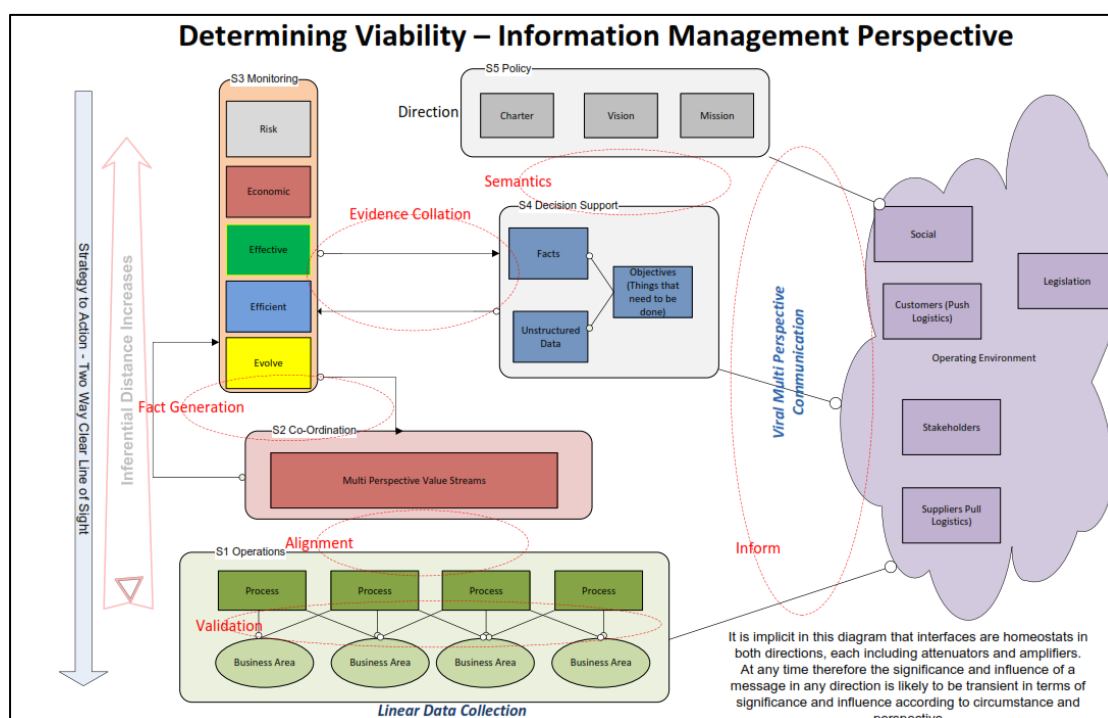 Determining Viability – Information Management Perspective
S3 Monitoring
Risk
Economic
Effective
Efficient
Evolve
S5 Policy
Direction
Charter
Vision
Mission
Semantics
Evidence Collation
S4 Decision Support
Facts
Objectives
(Things that
need to be
done)
Unstructured
Data
Strategy to Action - Two Way Clear Line of Sight
Inferential Distance Increases
Fact Generation
S2 Co-Ordination
Multi Perspective Value Streams
Alignment
S1 Operations
Process
Process
Process
Process
Validation
Business Area
Business Area
Business Area
Business Area
Linear Data Collection
Viral Multi Perspective
Communication
Inform
Social
Legislation
Customers (Push
Logistics)
Operating Environment
Stakeholders
Suppliers Pull
Logistics)
It is implicit in this diagram that interfaces are homeostats in
both directions, each including attenuators and amplifiers.
At any time therefore the significance and influence of a
message in any direction is likely to be transient in terms of
significance and influence according to circumstance and
perspective